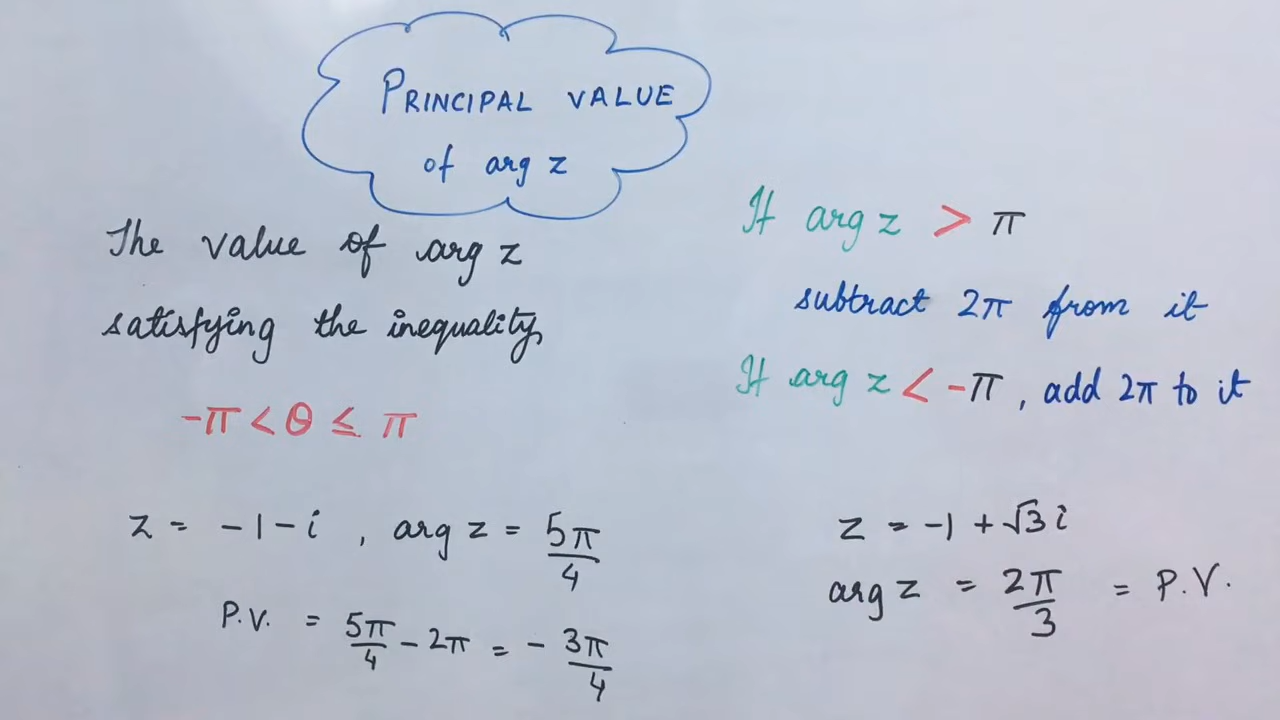 PRINCIPAL VALUE
of arg z
The value of arg z
satisfying the inequality
-π < θ ≤ π
If arg z > π
subtract 2π from it
If arg z < -π, add 2π to it
z = -1 - i, arg z = 5π/4
P.V. = 5π/4 - 2π = - 3π/4
z = -1 + √3 i
arg z = 2π/3 = P.V.